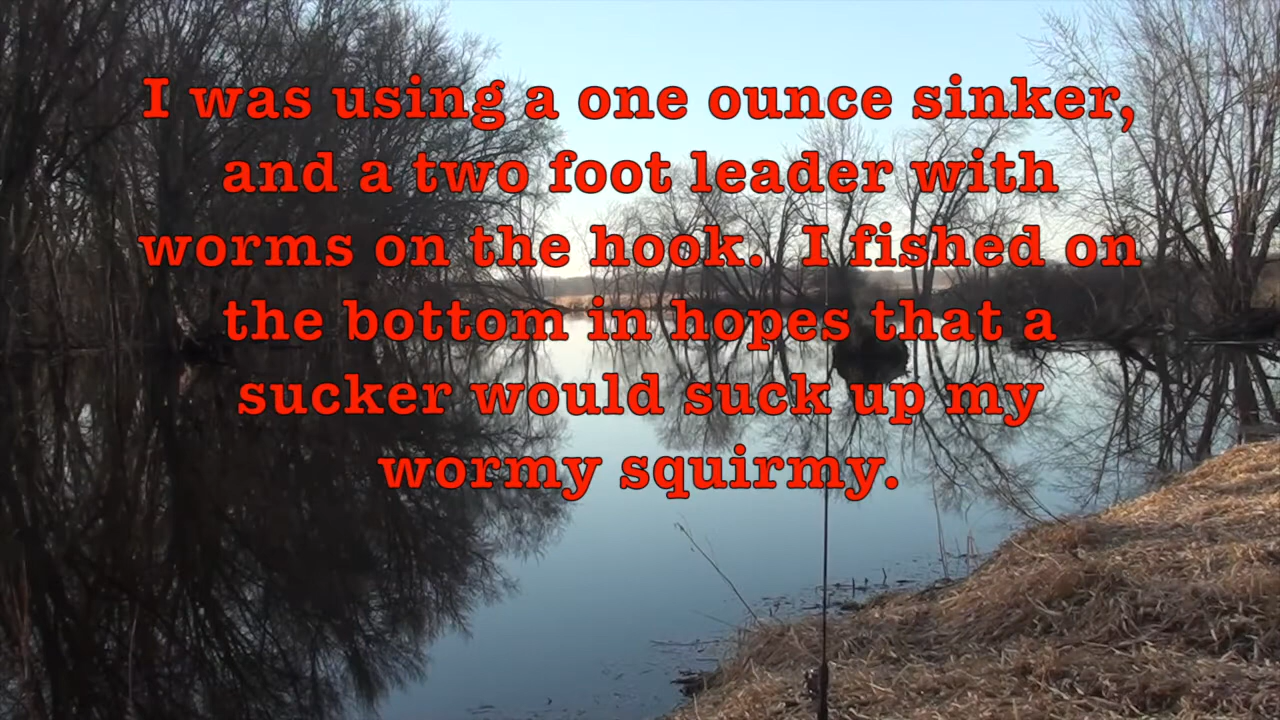 I was using a one ounce sinker,
and a two foot leader with
worms on the hook.  I fished on
the bottom in hopes that a
sucker would suck up my
wormy squirmy.